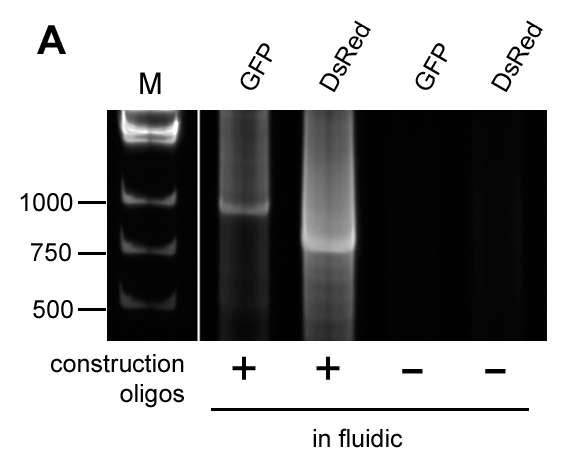 A
M GFP DsRed GFP DsRed
1000
750
500
construction oligos + + − −
in fluidic